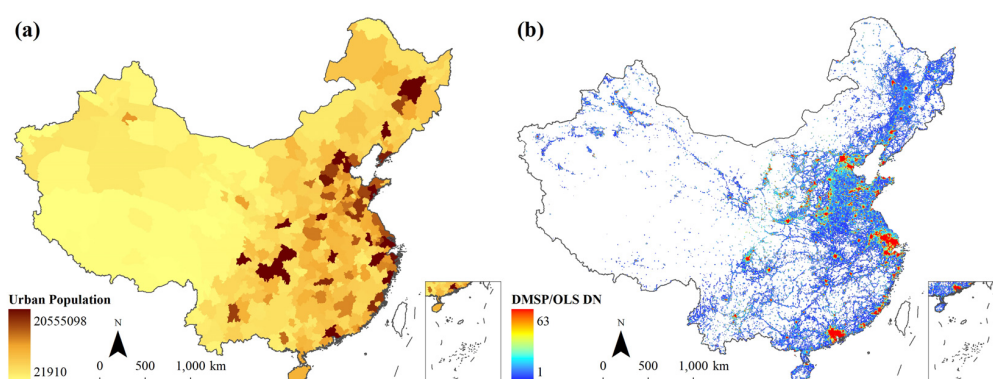 (a)
Urban Population
20555098
21910
N
0 500 1,000 km
(b)
DMSP/OLS DN
63
1
N
0 500 1,000 km